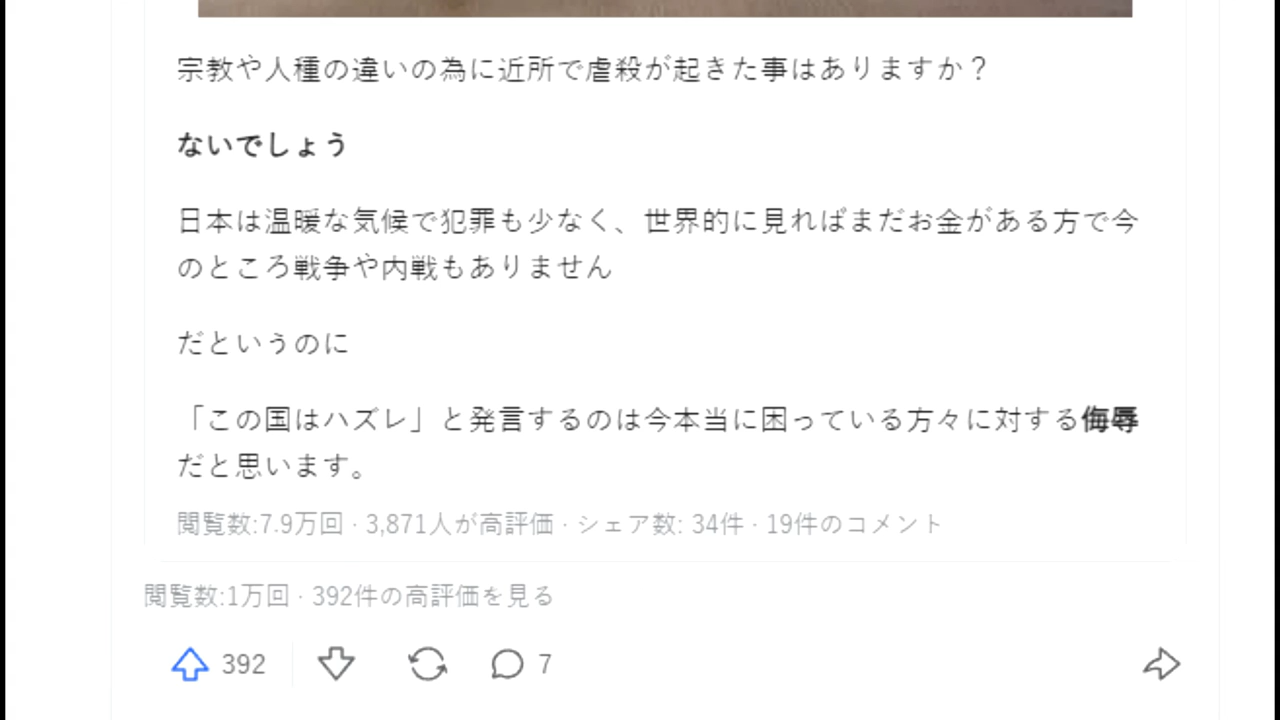 宗教や人種の違いの為に近所で虐殺が起きた事はありますか？
ないでしょう
日本は温暖な気候で犯罪も少なく、世界的に見ればまだお金がある方で今
のところ戦争や内戦もありません
だというのに
「この国はハズレ」と発言するのは今本当に困っている方々に対する侮辱
だと思います。
閲覧数:7.9万回 · 3,871人が高評価 · シェア数: 34件 · 19件のコメント
閲覧数:1万回 · 392件の高評価を見る
392
7